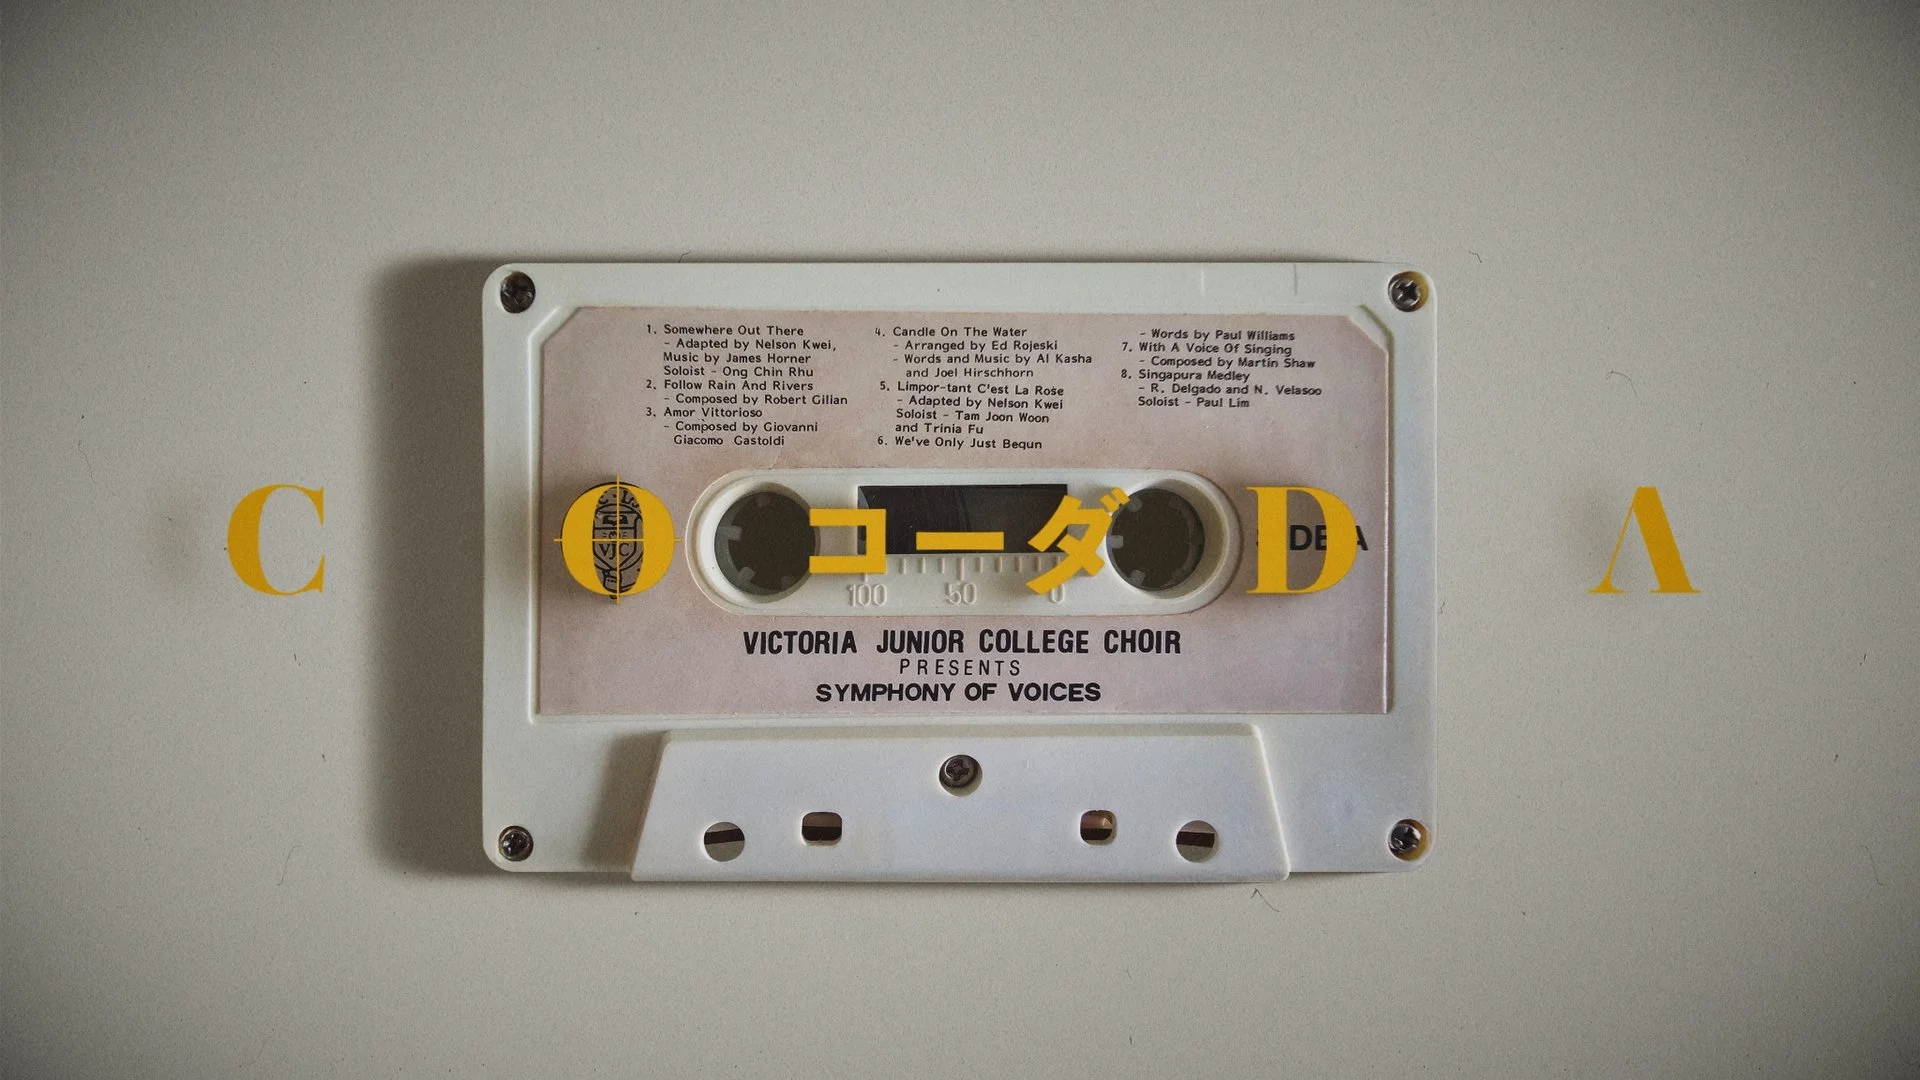 1. Somewhere Out There
- Adapted by Nelson Kwei,
Music by James Horner
Soloist - Ong Chin Rhu
2. Follow Rain And Rivers
- Composed by Robert Gilian
3. Amor Vittorioso
- Composed by Giovanni
Giacomo Gastoldi
4. Candle On The Water
- Arranged by Ed Rojeski
- Words and Music by Al Kasha
and Joel Hirschhorn
5. Limpor-tant C'est La Rose
- Adapted by Nelson Kwei
Soloist - Tam Joon Woon
and Trinia Fu
6. We've Only Just Begun
- Words by Paul Williams
7. With A Voice Of Singing
- Composed by Martin Shaw
8. Singapura Medley
- R. Delgado and N. Velasoo
Soloist - Paul Lim
C O コーダ D A
SIDE A
100 50 0
VICTORIA JUNIOR COLLEGE CHOIR
PRESENTS
SYMPHONY OF VOICES